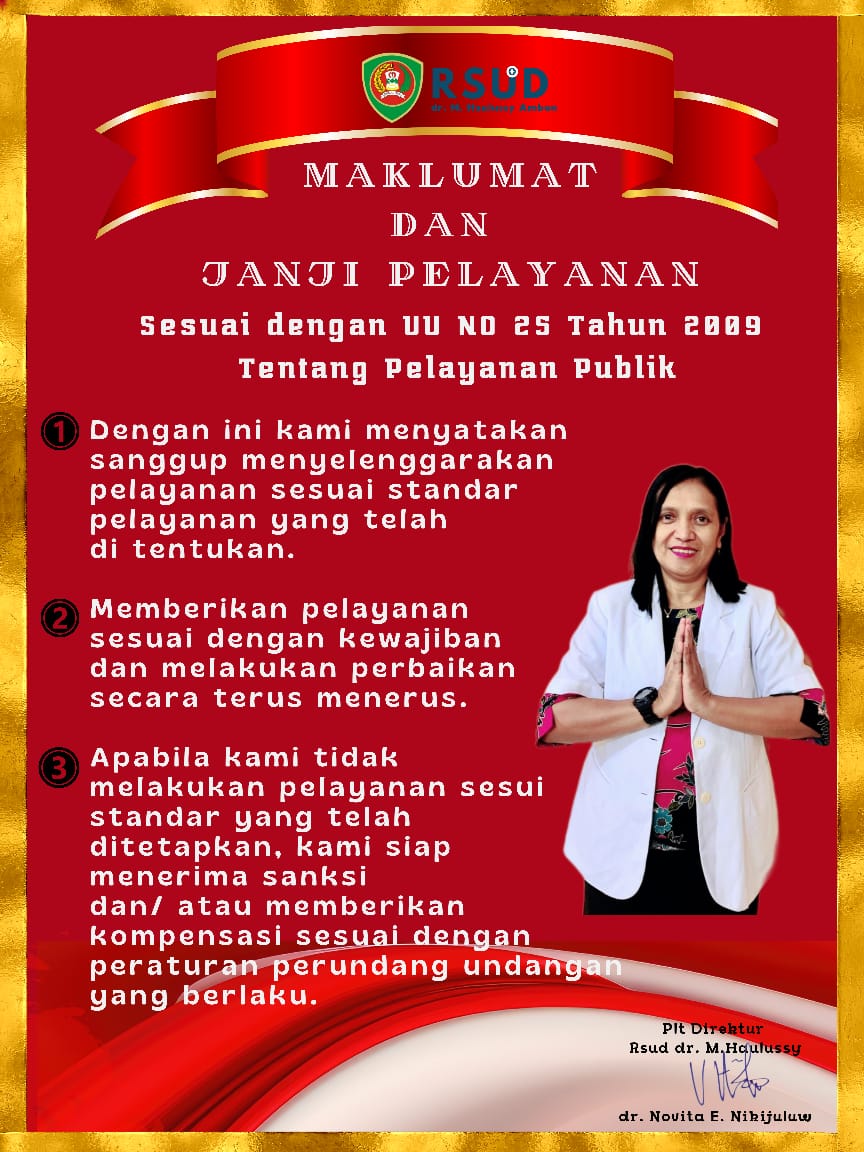 RSUD
dr. M. Haulussy Ambon
MAKLUMAT
DAN
JANJI PELAYANAN
Sesuai dengan UU NO 25 Tahun 2009
Tentang Pelayanan Publik
1 Dengan ini kami menyatakan
sanggup menyelenggarakan
pelayanan sesuai standar
pelayanan yang telah
di tentukan.
2 Memberikan pelayanan
sesuai dengan kewajiban
dan melakukan perbaikan
secara terus menerus.
3 Apabila kami tidak
melakukan pelayanan sesui
standar yang telah
ditetapkan, kami siap
menerima sanksi
dan/ atau memberikan
kompensasi sesuai dengan
peraturan perundang undangan
yang berlaku.
Plt Direktur
Rsud dr. M.Haulussy
dr. Novita E. Nikijuluw